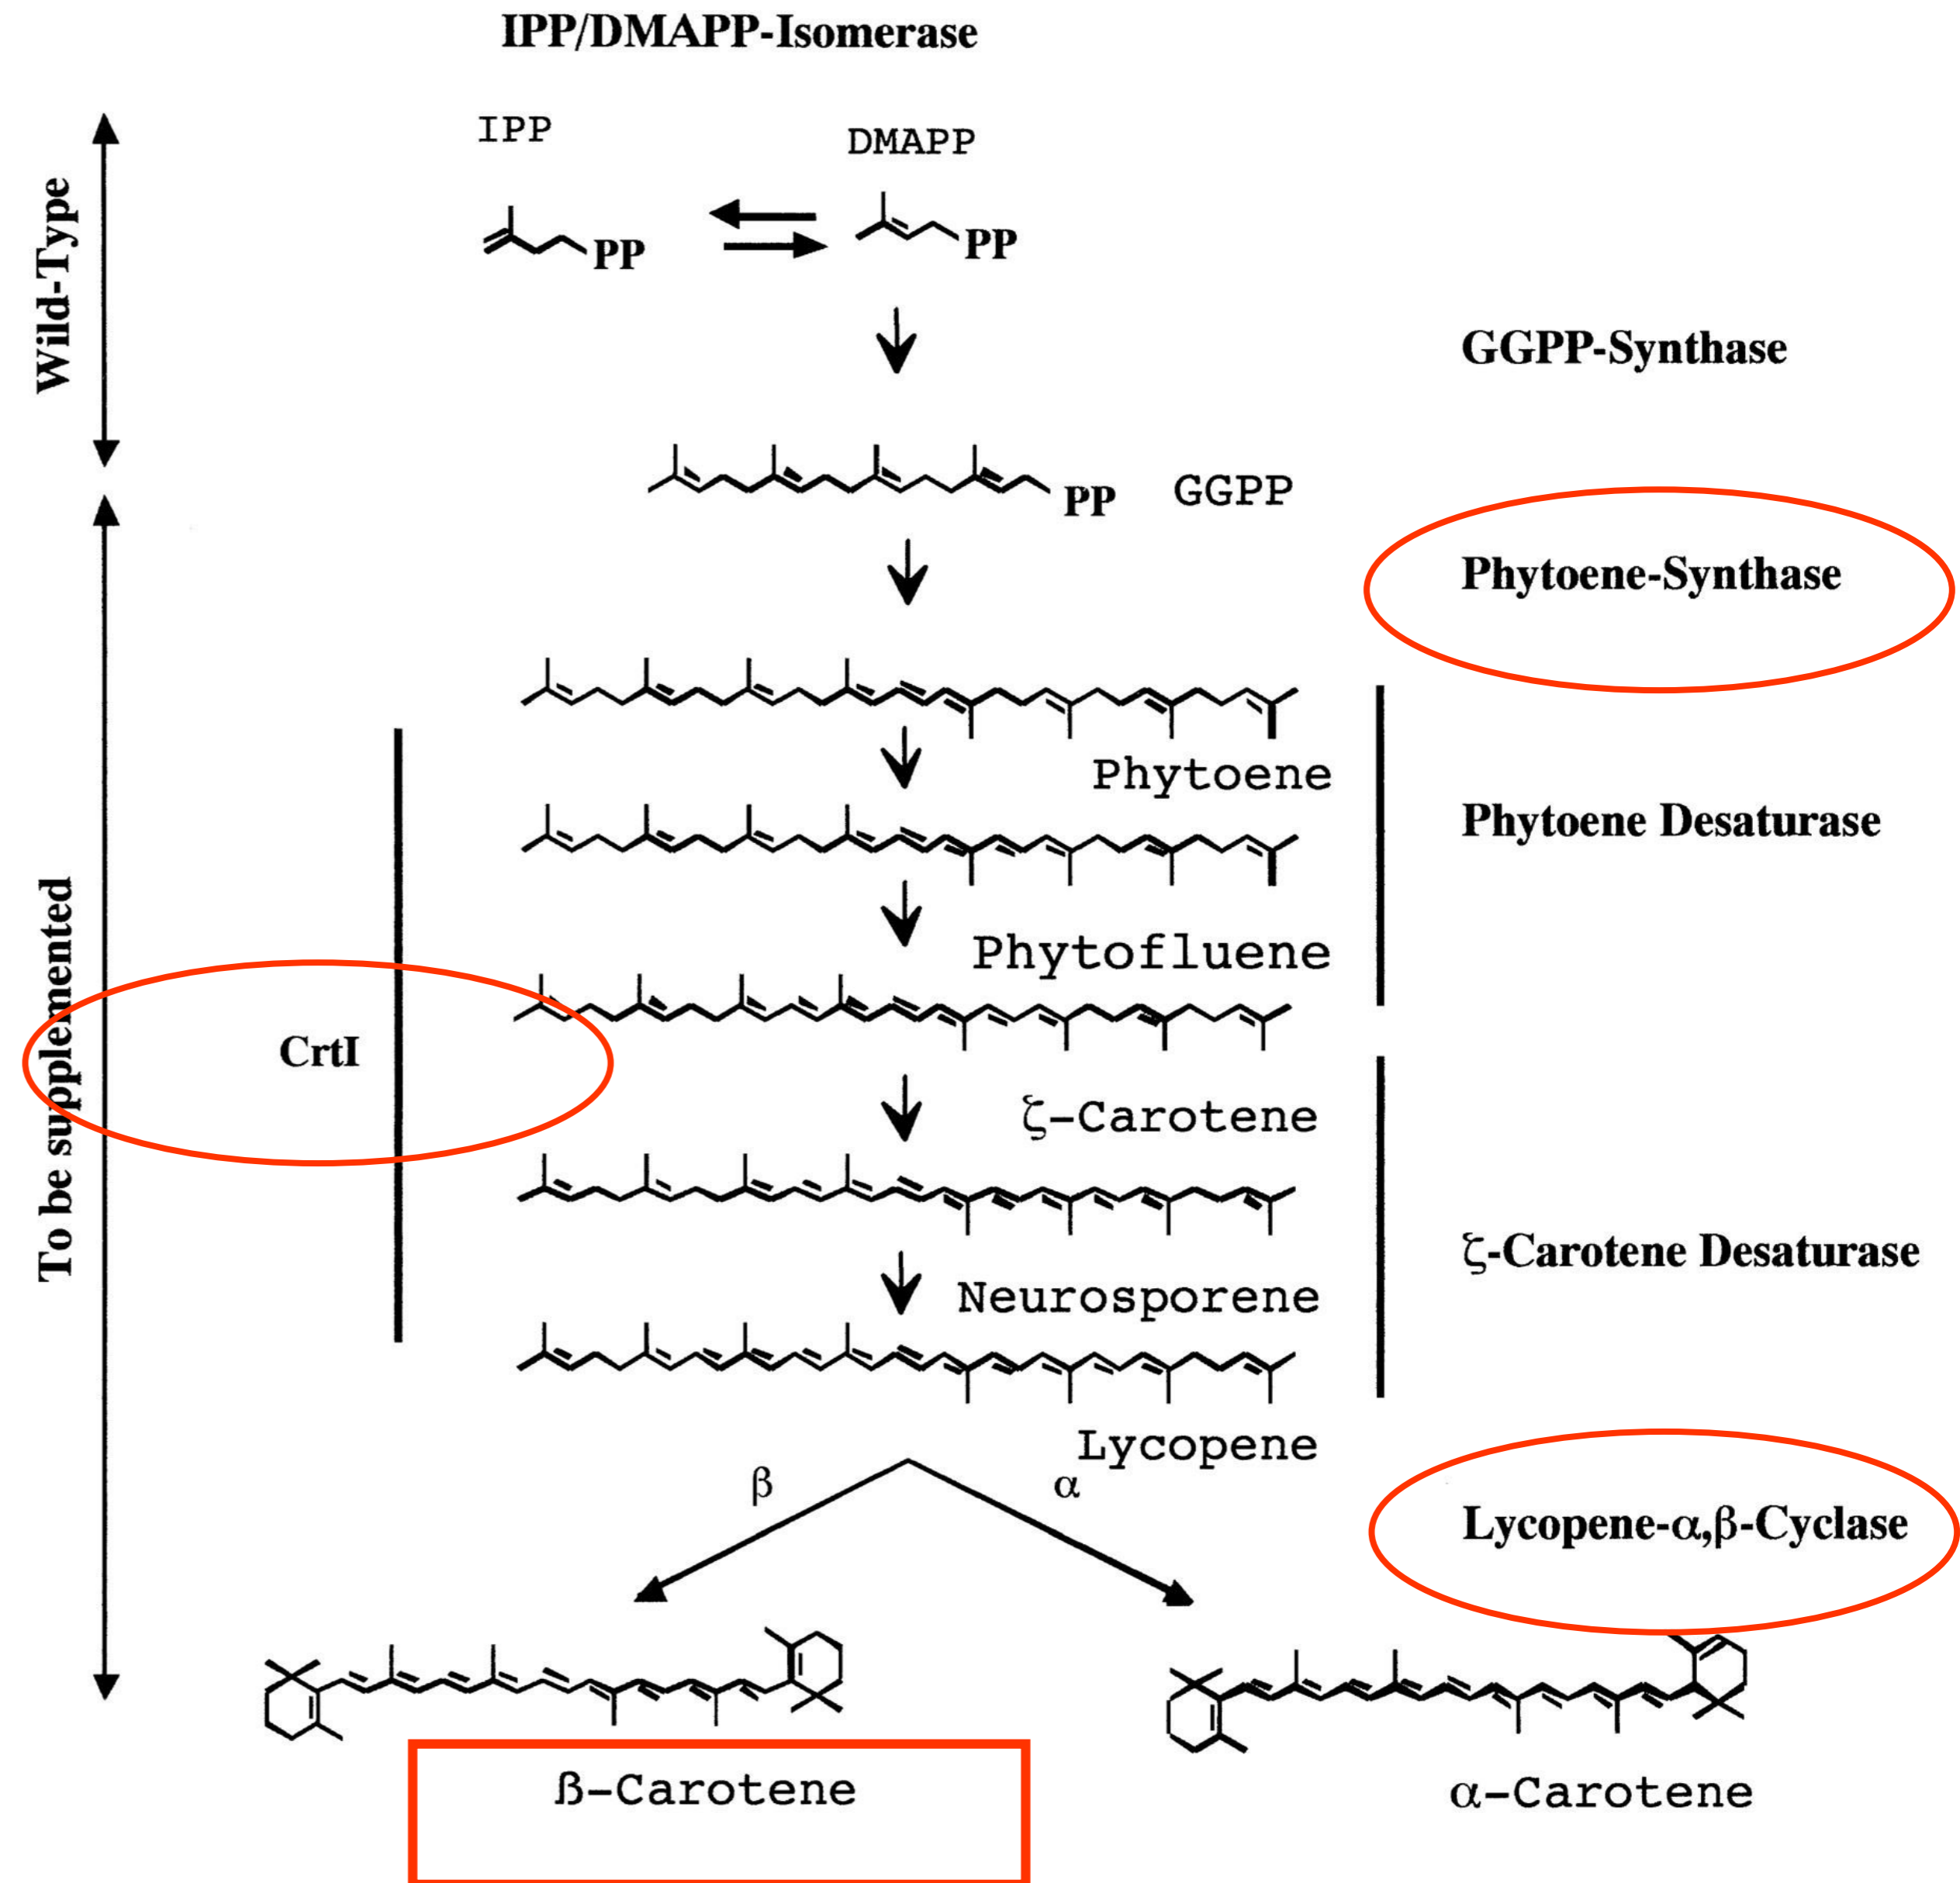 IPP/DMAPP-Isomerase
IPP
DMAPP
PP
PP
Wild-Type
GGPP-Synthase
PP
GGPP
Phytoene-Synthase
Phytoene
Phytoene Desaturase
Phytofluene
To be supplemented
CrtI
ζ-Carotene
ζ-Carotene Desaturase
Neurosporene
Lycopene
β
α
Lycopene-α,β-Cyclase
ß-Carotene
α-Carotene